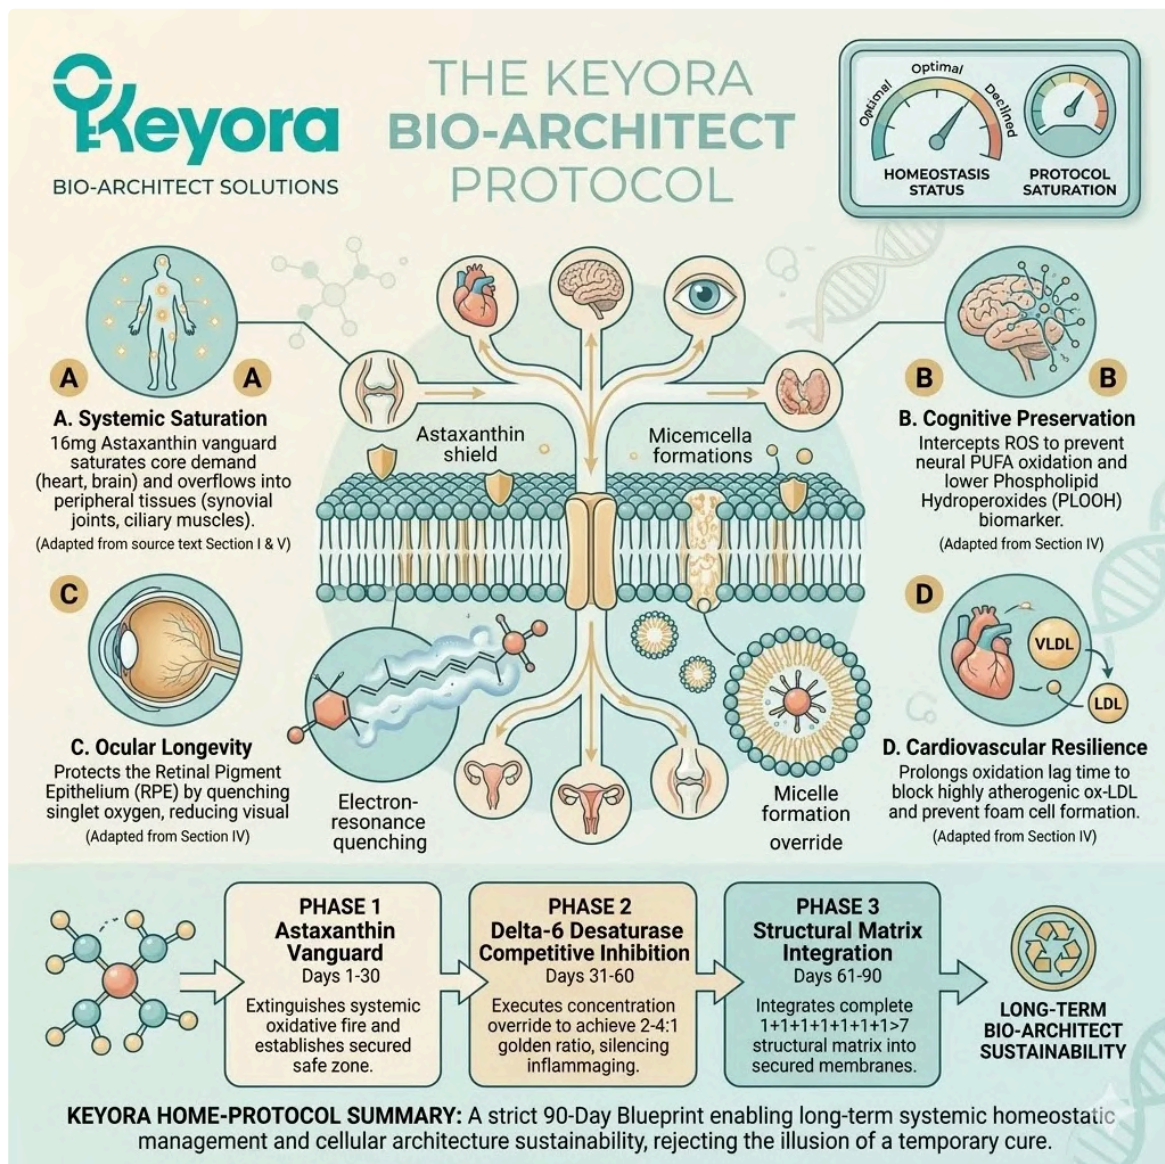 Keyora
BIO-ARCHITECT SOLUTIONS
THE KEYORA
BIO-ARCHITECT
PROTOCOL
Optimal
Optimal
Declined
HOMEOSTASIS
STATUS
PROTOCOL
SATURATION
A
A
A. Systemic Saturation
16mg Astaxanthin vanguard
saturates core demand
(heart, brain) and overflows into
peripheral tissues (synovial
joints, ciliary muscles).
(Adapted from source text Section I & V)
Astaxanthin
shield
Micemcella
formations
B
B
B. Cognitive Preservation
Intercepts ROS to prevent
neural PUFA oxidation and
lower Phospholipid
Hydroperoxides (PLOOH)
biomarker.
(Adapted from Section IV)
C
C. Ocular Longevity
Protects the Retinal Pigment
Epithelium (RPE) by quenching
singlet oxygen, reducing visual
(Adapted from Section IV)
Electron-
resonance
quenching
Micelle
formation
override
D
VLDL
LDL
D. Cardiovascular Resilience
Prolongs oxidation lag time to
block highly atherogenic ox-LDL
and prevent foam cell formation.
(Adapted from Section IV)
PHASE 1
Astaxanthin
Vanguard
Days 1-30
Extinguishes systemic
oxidative fire and
establishes secured
safe zone.
PHASE 2
Delta-6 Desaturase
Competitive Inhibition
Days 31-60
Executes concentration
override to achieve 2-4:1
golden ratio, silencing
inflammaging.
PHASE 3
Structural Matrix
Integration
Days 61-90
Integrates complete
1+1+1+1+1+1+1>7
structural matrix into
secured membranes.
LONG-TERM
BIO-ARCHITECT
SUSTAINABILITY
KEYORA HOME-PROTOCOL SUMMARY: A strict 90-Day Blueprint enabling long-term systemic homeostatic
management and cellular architecture sustainability, rejecting the illusion of a temporary cure.